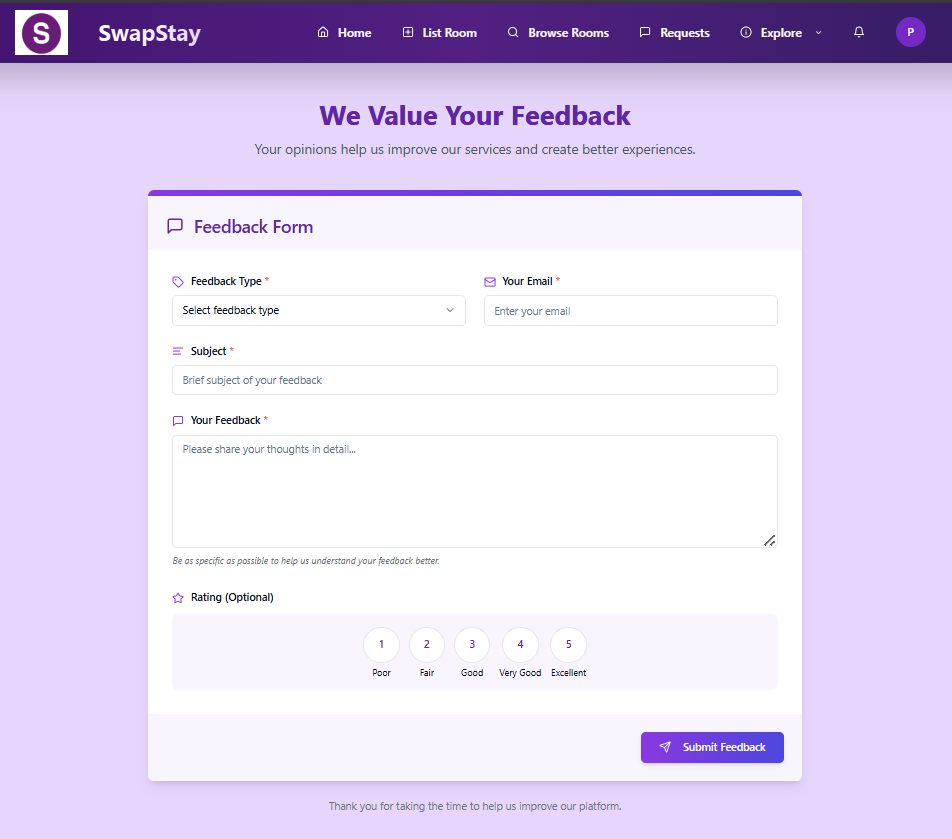 S SwapStay Home List Room Browse Rooms Requests Explore P
We Value Your Feedback
Your opinions help us improve our services and create better experiences.
Feedback Form
Feedback Type * Your Email *
Select feedback type Enter your email
Subject *
Brief subject of your feedback
Your Feedback *
Please share your thoughts in detail...
Be as specific as possible to help us understand your feedback better.
Rating (Optional)
1 2 3 4 5
Poor Fair Good Very Good Excellent
Submit Feedback
Thank you for taking the time to help us improve our platform.